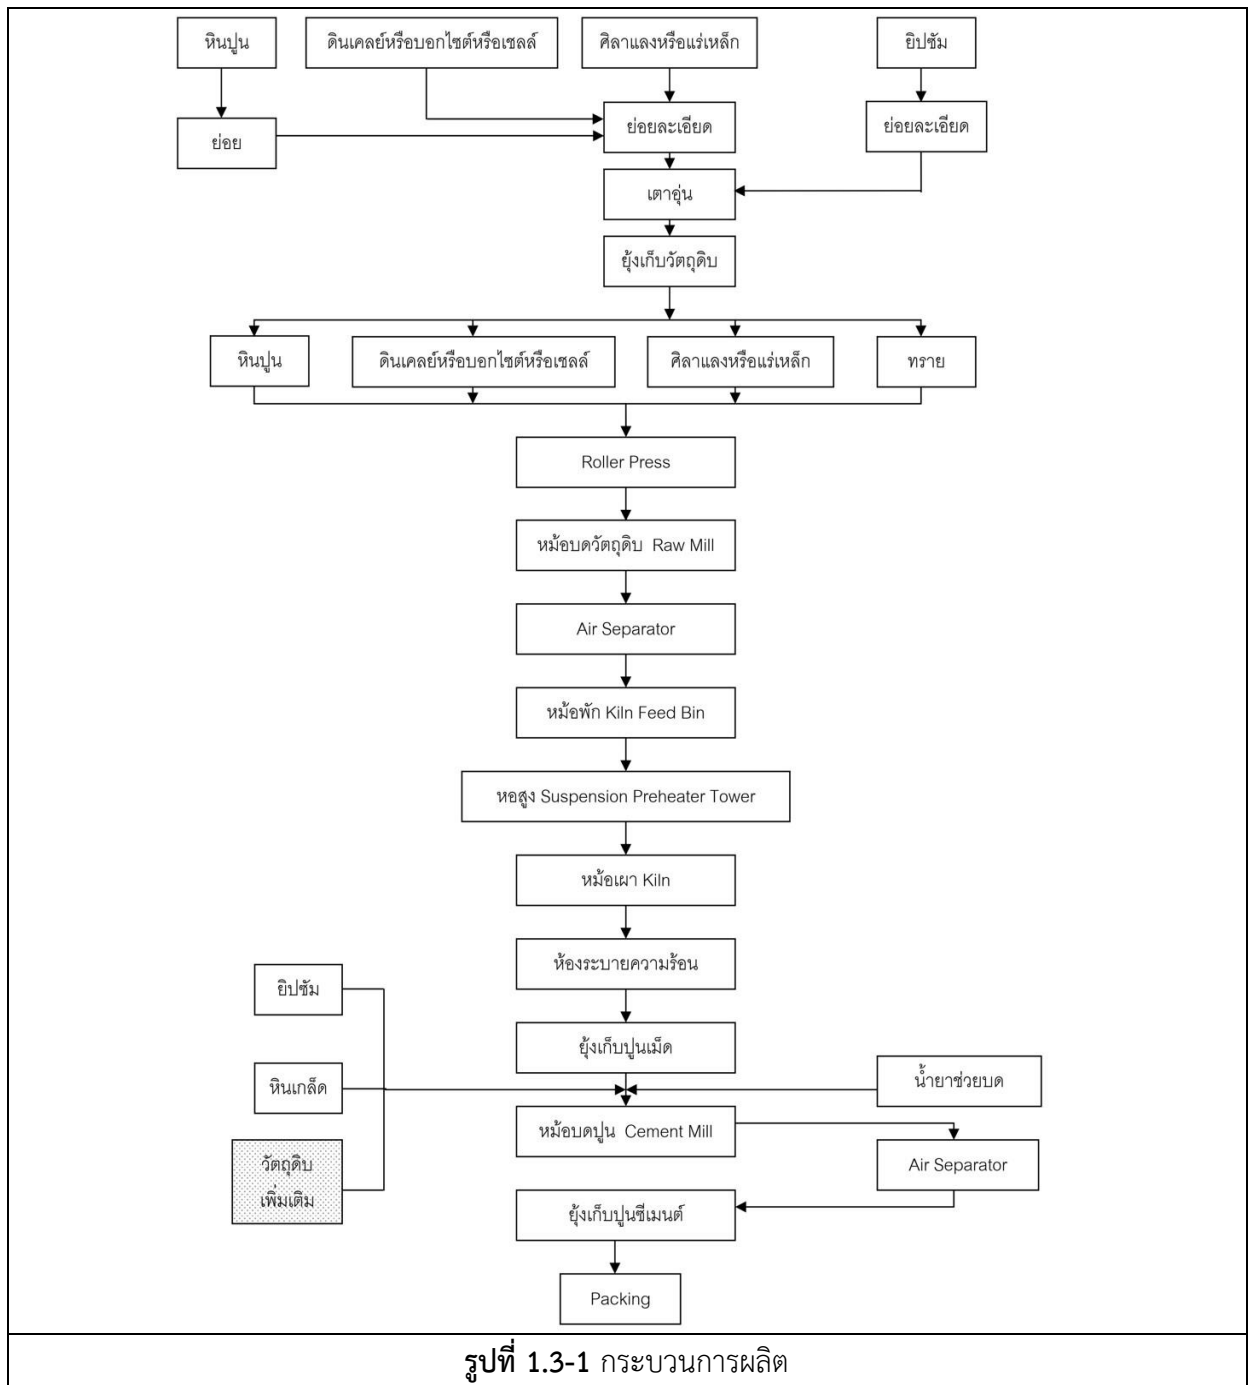 หินปูน
ดินเคลย์หรือบอกไซต์หรือเซลล์
ศิลาแลงหรือแร่เหล็ก
ยิปซัม
ย่อย
ย่อยละเอียด
ย่อยละเอียด
เตาอุ่น
ยุ้งเก็บวัตถุดิบ
หินปูน
ดินเคลย์หรือบอกไซต์หรือเซลล์
ศิลาแลงหรือแร่เหล็ก
ทราย
Roller Press
หม้อบดวัตถุดิบ Raw Mill
Air Separator
หม้อพัก Kiln Feed Bin
หอสูง Suspension Preheater Tower
หม้อเผา Kiln
ห้องระบายความร้อน
ยิปซัม
ยุ้งเก็บปูนเม็ด
หินเกล็ด
น้ำยาช่วยบด
หม้อบดปูน Cement Mill
Air Separator
วัตถุดิบ
เพิ่มเติม
ยุ้งเก็บปูนซีเมนต์
Packing
รูปที่ 1.3-1 กระบวนการผลิต